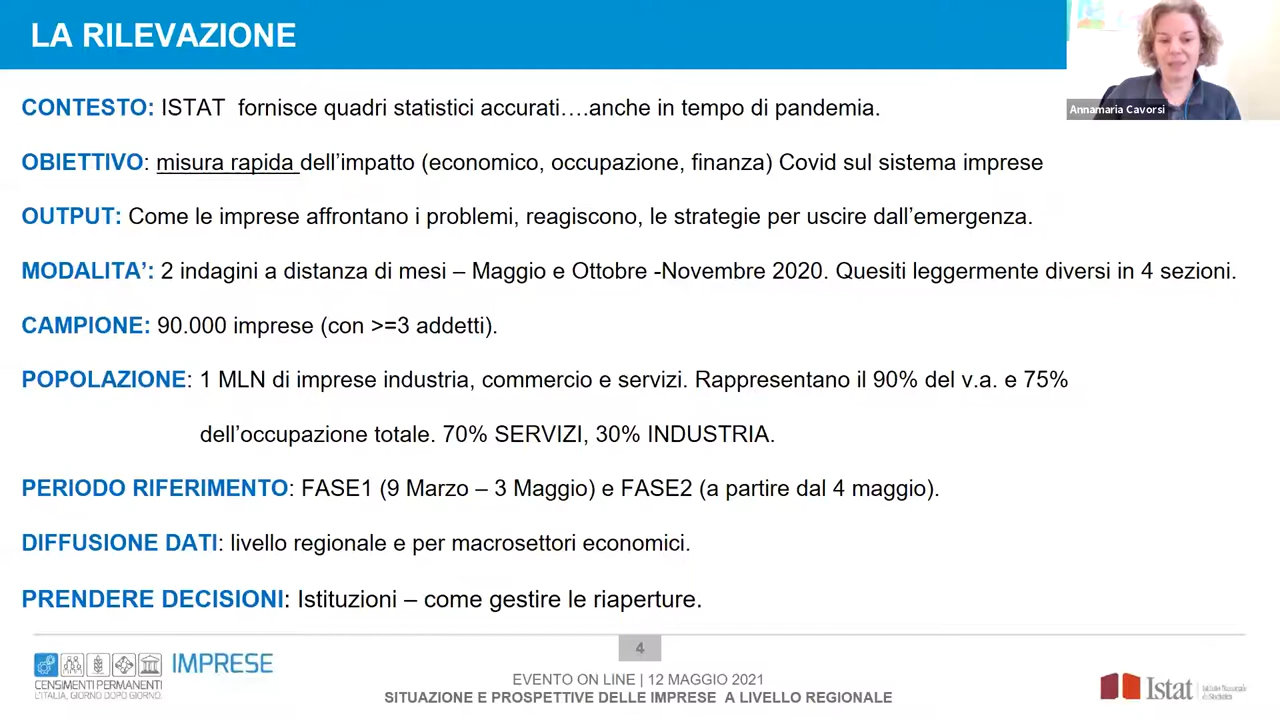 LA RILEVAZIONE
Annamaria Cavorsi
CONTESTO: ISTAT fornisce quadri statistici accurati….anche in tempo di pandemia.
OBIETTIVO: misura rapida dell’impatto (economico, occupazione, finanza) Covid sul sistema imprese
OUTPUT: Come le imprese affrontano i problemi, reagiscono, le strategie per uscire dall’emergenza.
MODALITA’: 2 indagini a distanza di mesi – Maggio e Ottobre -Novembre 2020. Quesiti leggermente diversi in 4 sezioni.
CAMPIONE: 90.000 imprese (con >=3 addetti).
POPOLAZIONE: 1 MLN di imprese industria, commercio e servizi. Rappresentano il 90% del v.a. e 75%
dell’occupazione totale. 70% SERVIZI, 30% INDUSTRIA.
PERIODO RIFERIMENTO: FASE1 (9 Marzo – 3 Maggio) e FASE2 (a partire dal 4 maggio).
DIFFUSIONE DATI: livello regionale e per macrosettori economici.
PRENDERE DECISIONI: Istituzioni – come gestire le riaperture.
4
IMPRESE
CENSIMENTI PERMANENTI
L'ITALIA, GIORNO DOPO GIORNO.
EVENTO ON LINE | 12 MAGGIO 2021
SITUAZIONE E PROSPETTIVE DELLE IMPRESE A LIVELLO REGIONALE
Istat
Istituto Nazionale
di Statistica